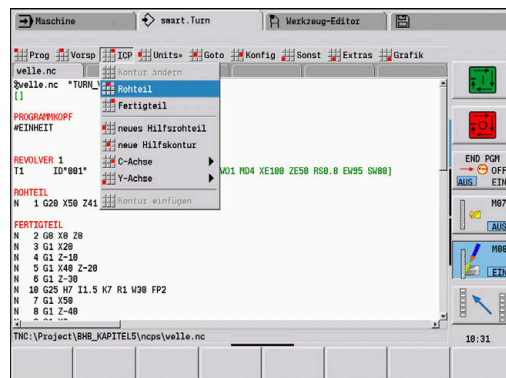 Maschine
smart.Turn
Werkzeug-Editor
Prog Vorsp ICP Units» Goto Konfig Sonst Extras Grafik
velle.nc
Kontur ändern
Rohteil
Fertigteil
neues Hilfsrohteil
neue Hilfskontur
C-Achse
Y-Achse
Kontur einfügen
%velle.nc "TURN_
[]
PROGRAMMKOPF
#EINHEIT
REVOLVER 1
T1 ID"001" WO1 MD4 XE100 ZE50 RS0.8 EW95 SW80]
ROHTEIL
N 1 G20 X50 Z41
FERTIGTEIL
N 2 G0 X0 Z0
N 3 G1 X20
N 4 G1 Z-10
N 5 G1 X40 Z-20
N 6 G1 Z-30
N 10 G25 H7 I1.5 K7 R1 W30 FP2
N 7 G1 X50
N 8 G1 Z-40
TNC:\Project\BHB_KAPITEL5\ncps\velle.nc
END PGM
OFF
AUS EIN
M07
AUS
EIN
10:31